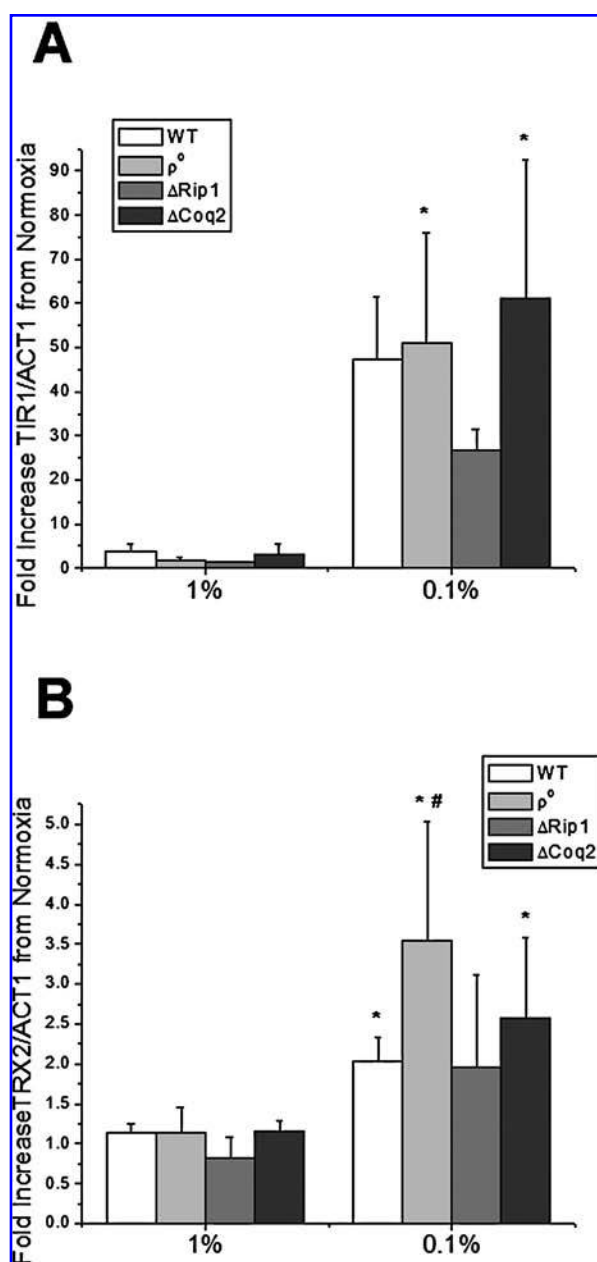 A
WT
ρ°
ΔRip1
ΔCoq2
Fold Increase TIR1/ACT1 from Normoxia
90
80
70
60
50
40
30
20
10
0
*
*
1%
0.1%
B
WT
ρ°
ΔRip1
ΔCoq2
Fold IncreaseTRX2/ACT1 from Normoxia
5.0
4.5
4.0
3.5
3.0
2.5
2.0
1.5
1.0
0.5
0.0
* #
*
*
1%
0.1%